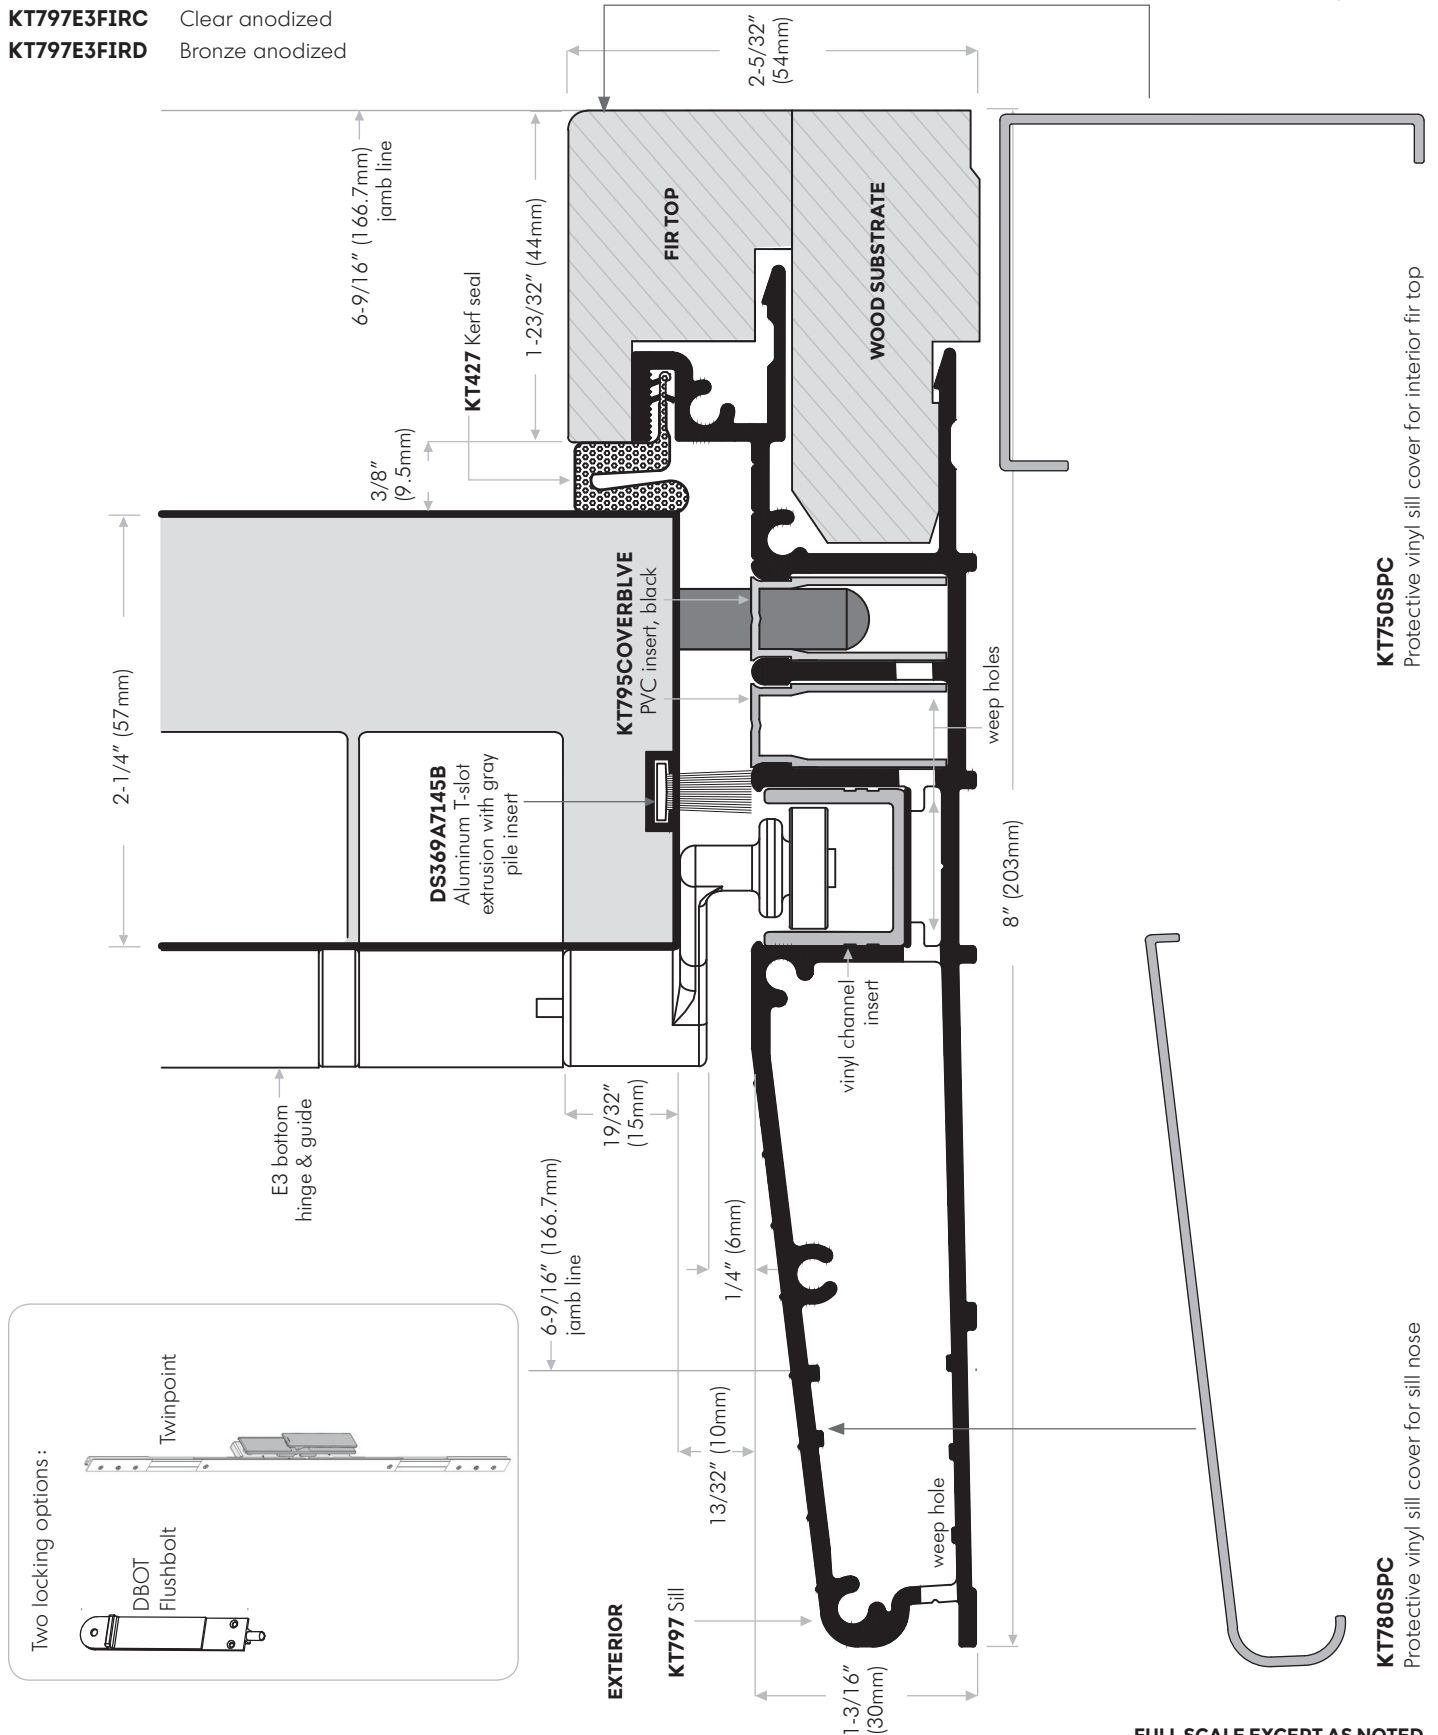 KT797E3FIRC Clear anodized
KT797E3FIRD Bronze anodized
2-5/32"
(54mm)
6-9/16" (166.7mm)
jamb line
1-23/32" (44mm)
KT427 Kerf seal
3/8"
(9.5mm)
FIR TOP
WOOD SUBSTRATE
2-1/4" (57mm)
KT795COVERBLVE
PVC insert, black
DS369A7145B
Aluminum T-slot
extrusion with gray
pile insert
weep holes
8" (203mm)
vinyl channel
insert
E3 bottom
hinge & guide
19/32"
(15mm)
6-9/16" (166.7mm)
jamb line
1/4" (6mm)
13/32" (10mm)
weep hole
EXTERIOR
KT797 Sill
1-3/16"
(30mm)
Two locking options:
DBOT
Flushbolt
Twinpoint
KT750SPC
Protective vinyl sill cover for interior fir top
KT780SPC
Protective vinyl sill cover for sill nose
FULL SCALE EXCEPT AS NOTED